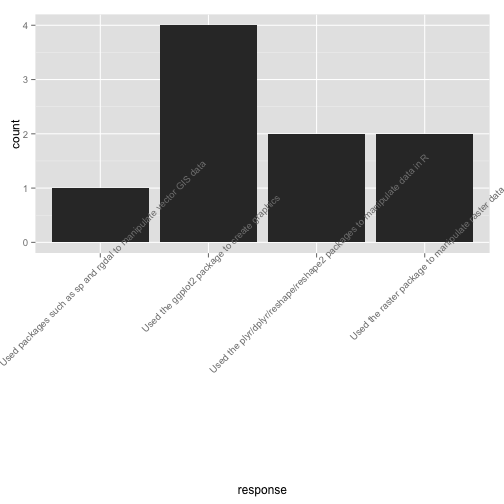 4
3
2
1
0
count
Used packages such as sp and rgdal to manipulate vector GIS data
Used the ggplot2 package to create graphics
Used the plyr/dplyr/reshape/reshape2 packages to manipulate data in R
Used the raster package to manipulate raster data
response